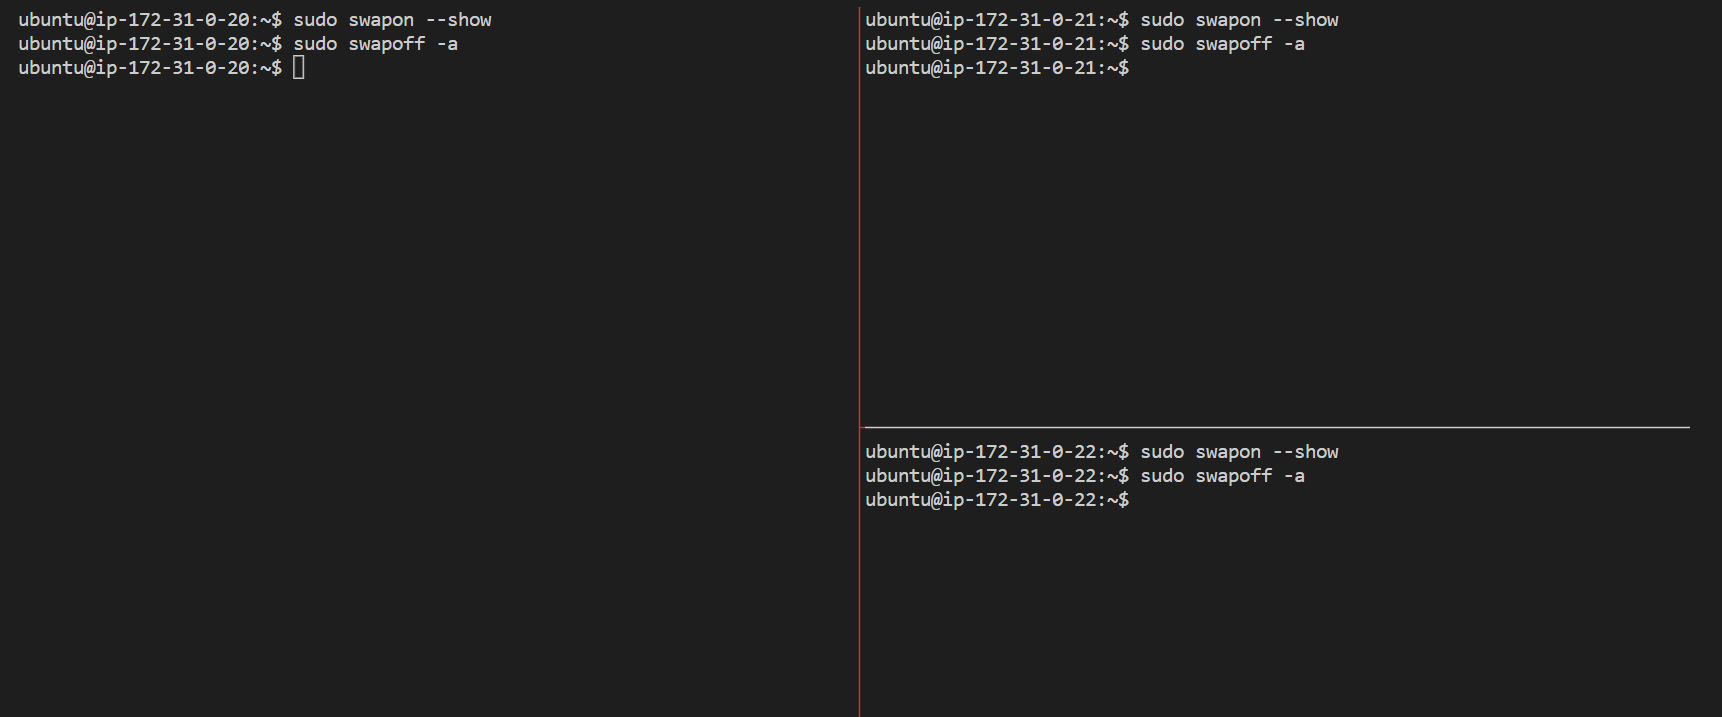 ubuntu@ip-172-31-0-20:~$ sudo swapon --show
ubuntu@ip-172-31-0-20:~$ sudo swapoff -a
ubuntu@ip-172-31-0-20:~$
ubuntu@ip-172-31-0-21:~$ sudo swapon --show
ubuntu@ip-172-31-0-21:~$ sudo swapoff -a
ubuntu@ip-172-31-0-21:~$
ubuntu@ip-172-31-0-22:~$ sudo swapon --show
ubuntu@ip-172-31-0-22:~$ sudo swapoff -a
ubuntu@ip-172-31-0-22:~$